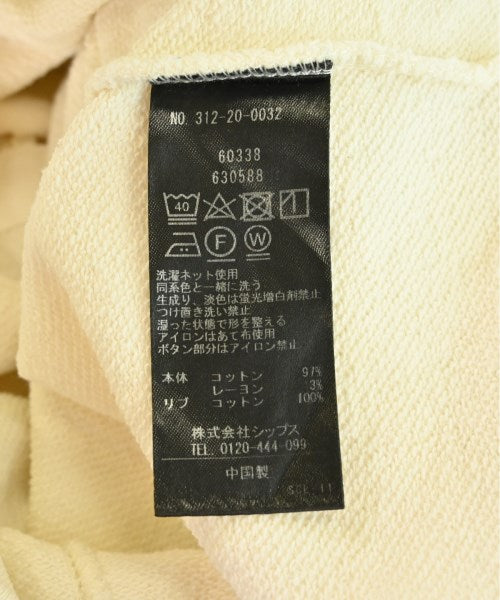 NO. 312-20-0032
60338
630588
40
F W
洗濯ネット使用
同系色と一緒に洗う
生成り、淡色は蛍光増白剤禁止
つけ置き洗い禁止
湿った状態で形を整える
アイロンはあて布使用
ボタン部分はアイロン禁止
本体 コットン 97%
レーヨン 3%
リブ コットン 100%
株式会社シップス
TEL. 0120-444-099
中国製